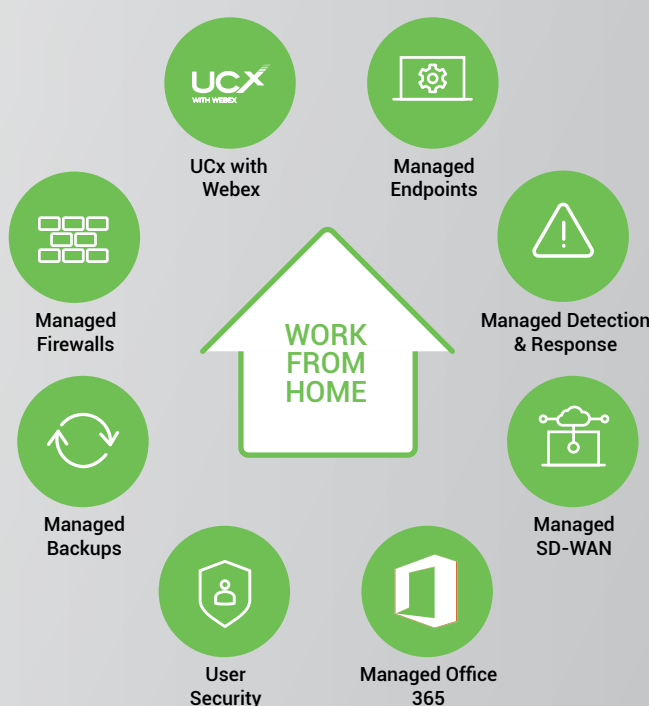 UCX
WITH WEBEX
UCx with
Webex
Managed
Endpoints
Managed
Firewalls
Managed Detection
& Response
WORK
FROM
HOME
Managed
Backups
Managed
SD-WAN
User
Security
Managed Office
365